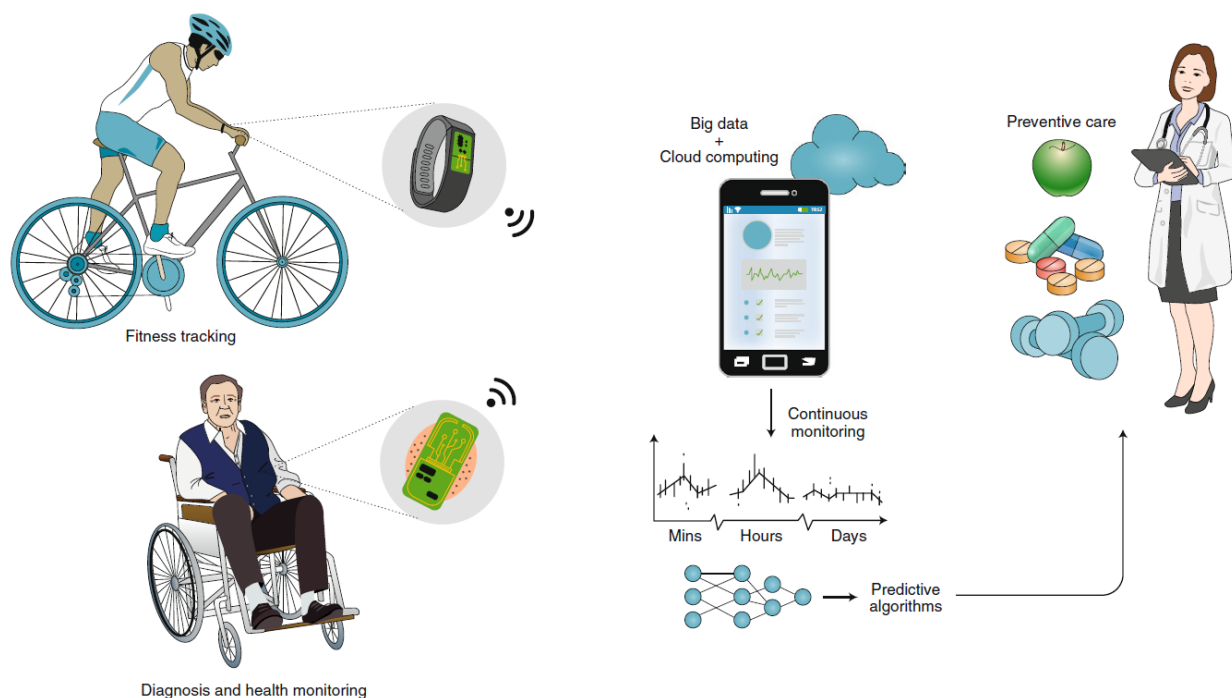 Fitness tracking
Diagnosis and health monitoring
Big data
+
Cloud computing
Continuous
monitoring
Mins
Hours
Days
Predictive
algorithms
Preventive care